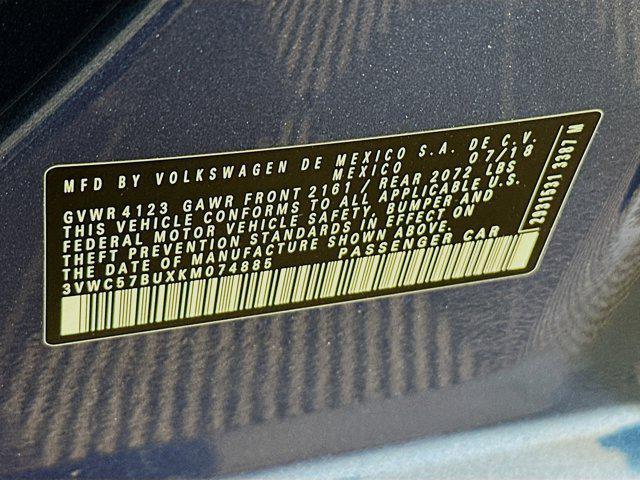 MFD BY VOLKSWAGEN DE MEXICO S.A. DE C.V.
MEXICO 07/18
GVWR 4123 GAWR FRONT 2161 / REAR 2072 LBS
THIS VEHICLE CONFORMS TO ALL APPLICABLE U.S.
FEDERAL MOTOR VEHICLE SAFETY, BUMPER AND
THEFT PREVENTION STANDARDS IN EFFECT ON
THE DATE OF MANUFACTURE SHOWN ABOVE.
3VWC57BUXKM074885 PASSENGER CAR